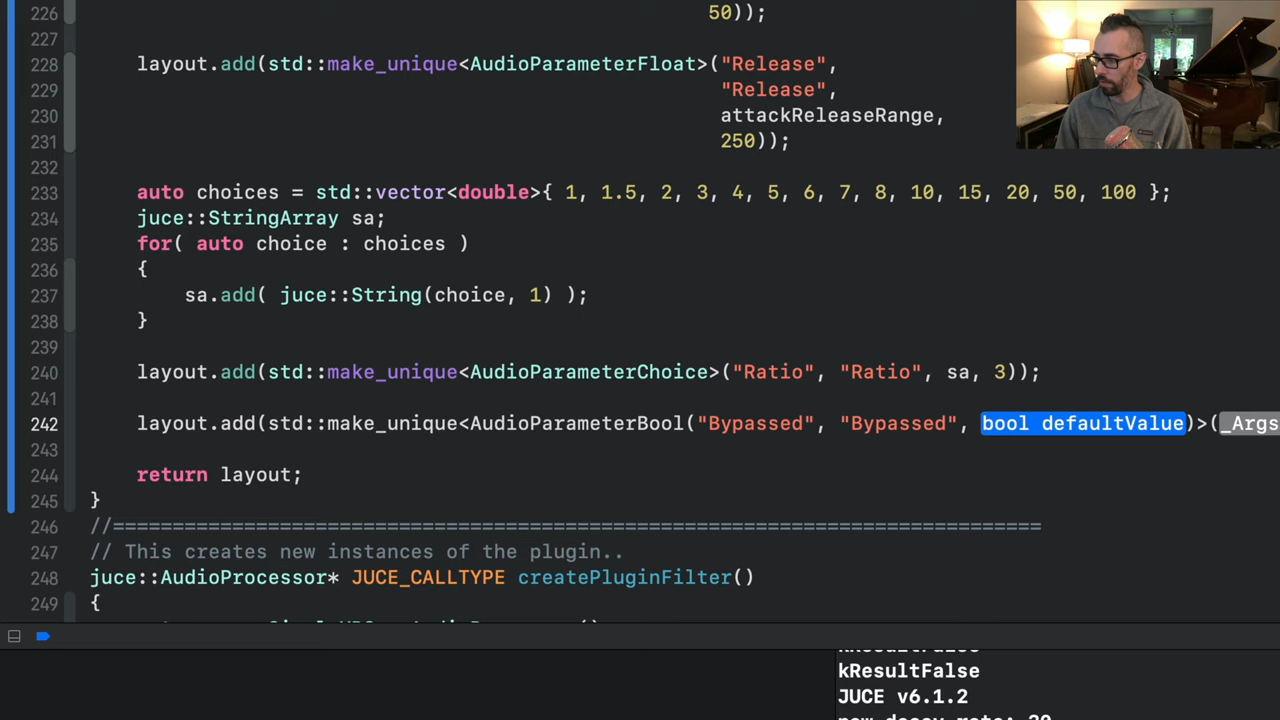 226
50));
227
228 layout.add(std::make_unique<AudioParameterFloat>("Release",
229 "Release",
230 attackReleaseRange,
231 250));
232
233 auto choices = std::vector<double>{ 1, 1.5, 2, 3, 4, 5, 6, 7, 8, 10, 15, 20, 50, 100 };
234 juce::StringArray sa;
235 for( auto choice : choices )
236 {
237 sa.add( juce::String(choice, 1) );
238 }
239
240 layout.add(std::make_unique<AudioParameterChoice>("Ratio", "Ratio", sa, 3));
241
242 layout.add(std::make_unique<AudioParameterBool("Bypassed", "Bypassed", bool defaultValue)>(_Args
243
244 return layout;
245 }
246 //==============================================================================
247 // This creates new instances of the plugin..
248 juce::AudioProcessor* JUCE_CALLTYPE createPluginFilter()
249 {
kResultFalse
kResultFalse
JUCE v6.1.2